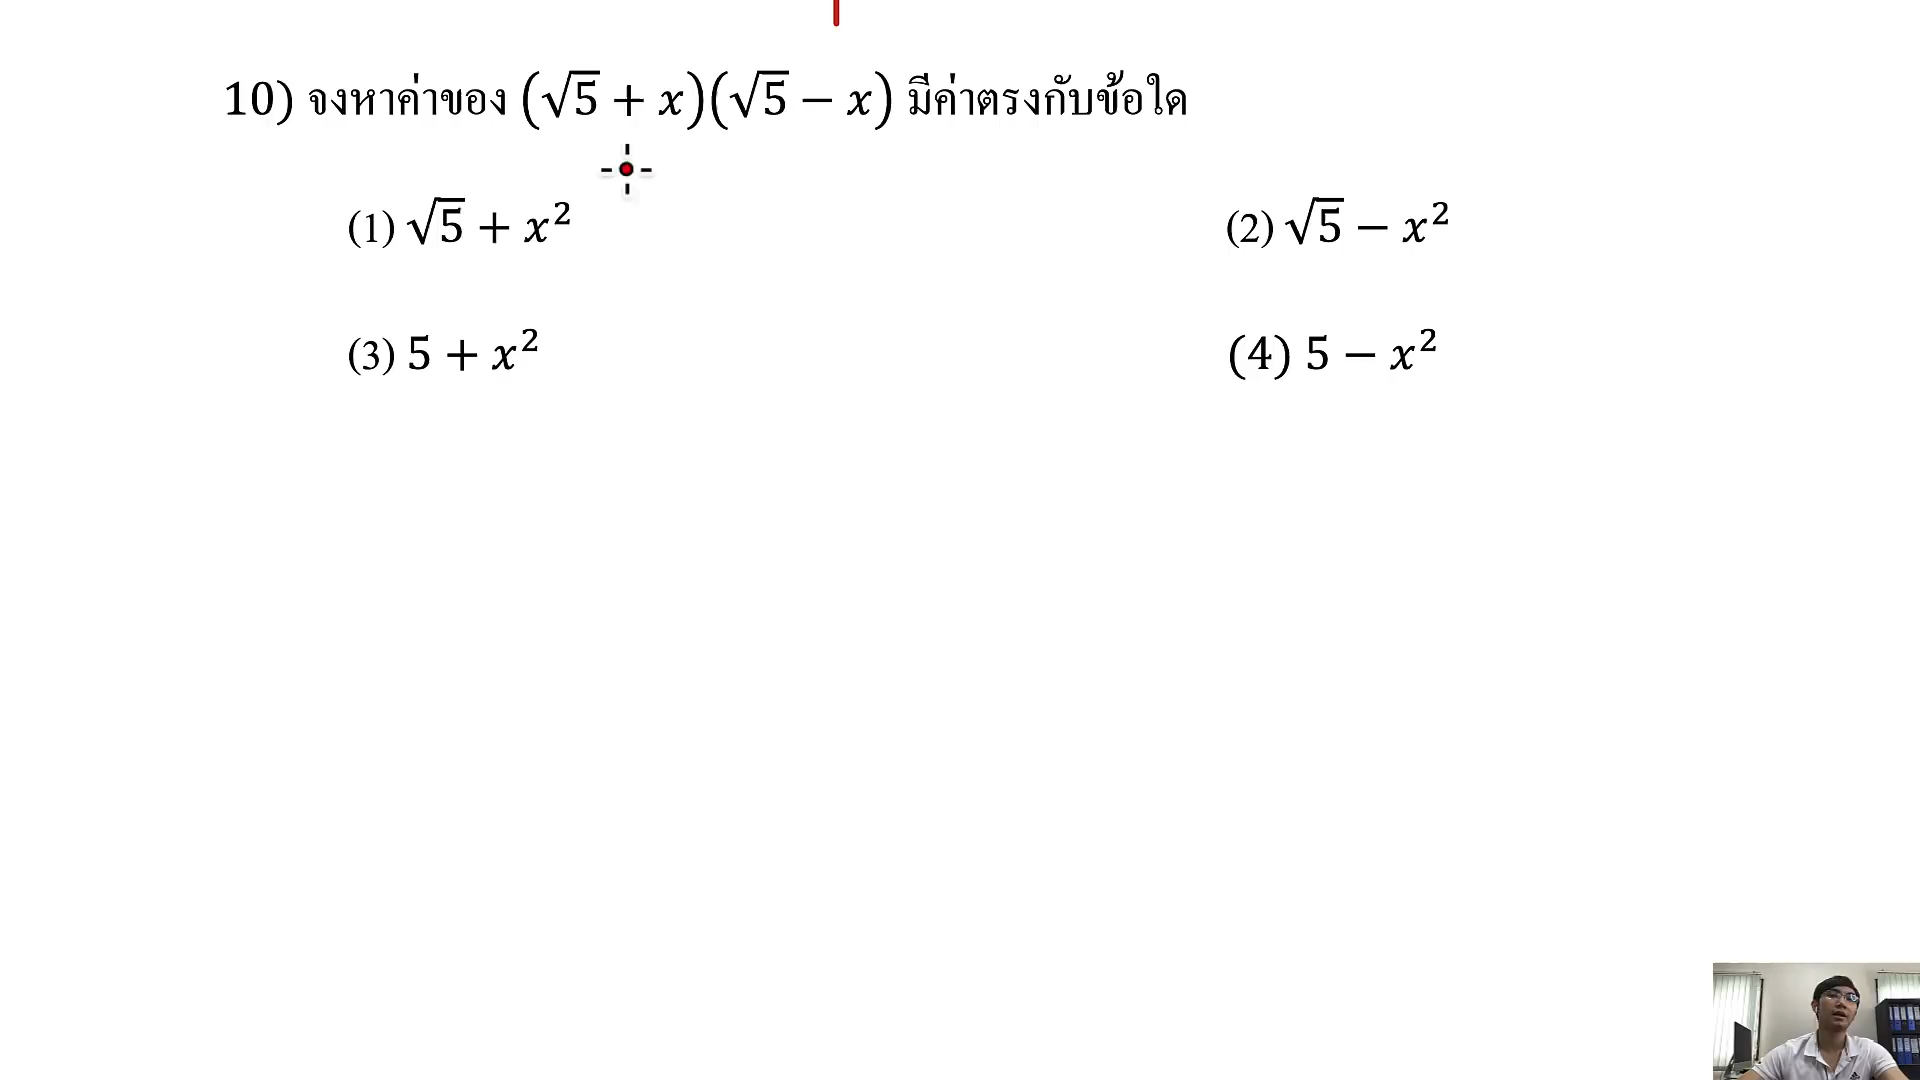 10) จงหาค่าของ (√5 + x)(√5 − x) มีค่าตรงกับข้อใด
(1) √5 + x²
(2) √5 − x²
(3) 5 + x²
(4) 5 − x²